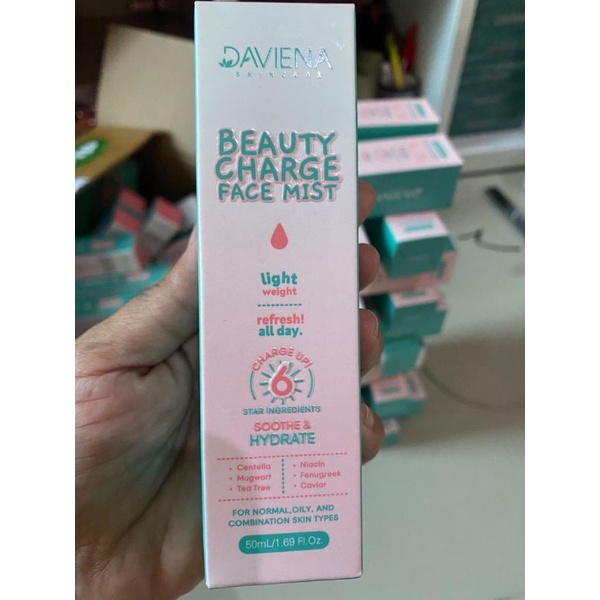 DAVIENA
SKINCARE
BEAUTY
CHARGE
FACE MIST
light
weight
refresh!
all day.
CHARGE UP!
6
STAR INGREDIENTS
SOOTHE &
HYDRATE
• Centella
• Mugwort
• Tea Tree
• Niacin
• Fenugreek
• Caviar
FOR NORMAL,OILY, AND
COMBINATION SKIN TYPES
50mL/1.69 Fl.Oz.